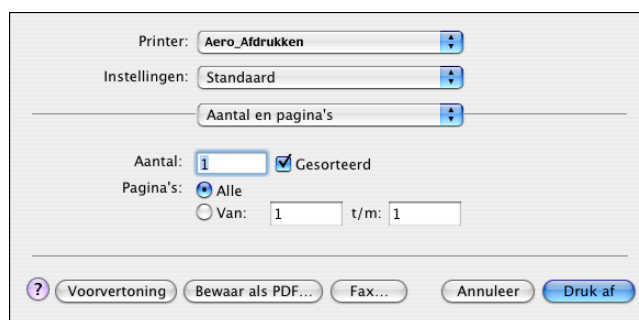 Printer: Aero_Afdrukken
Instellingen: Standaard
Aantal en pagina's
Aantal: 1 Gesorteerd
Pagina's: Alle
Van: 1 t/m: 1
? Voorvertoning Bewaar als PDF... Fax... Annuleer Druk af